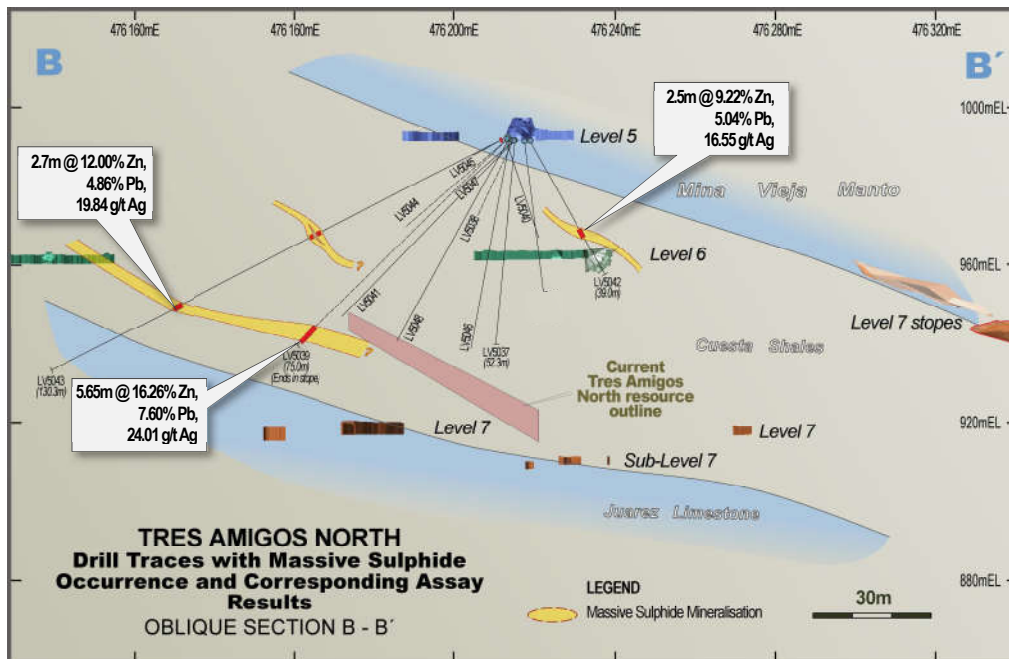 476 160mE 476 160mE 476 200mE 476 240mE 476 280mE 476 320mE
B
B´
1000mEL
2.5m @ 9.22% Zn,
5.04% Pb,
16.55 g/t Ag
Level 5
2.7m @ 12.00% Zn,
4.86% Pb,
19.84 g/t Ag
Mina Vieja Manto
LV5045
LV5047
LV5044
LV5038
LV5040
Level 6
960mEL
?
LV5042
(39.0m)
LV5041
LV5048
LV5046
LV5037
(52.3m)
Level 7 stopes
Cuesta Shales
?
LV5039
(75.0m)
(Ends in stope)
LV5043
(130.3m)
Current
Tres Amigos
North resource
outline
5.65m @ 16.26% Zn,
7.60% Pb,
24.01 g/t Ag
Level 7
Level 7
920mEL
Sub-Level 7
Juarez Limestone
TRES AMIGOS NORTH
Drill Traces with Massive Sulphide
Occurrence and Corresponding Assay
Results
OBLIQUE SECTION B - B´
880mEL
LEGEND
Massive Sulphide Mineralisation
30m